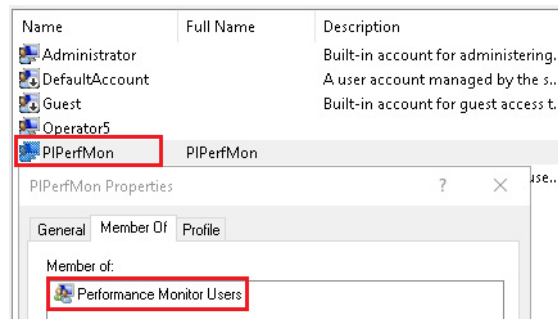 Name Full Name Description
Administrator Built-in account for administering.
DefaultAccount A user account managed by the s..
Guest Built-in account for guest access t.
Operator5
PIPerfMon PIPerfMon
PIPerfMon Properties ? ✕
use..
General Member Of Profile
Member of:
Performance Monitor Users